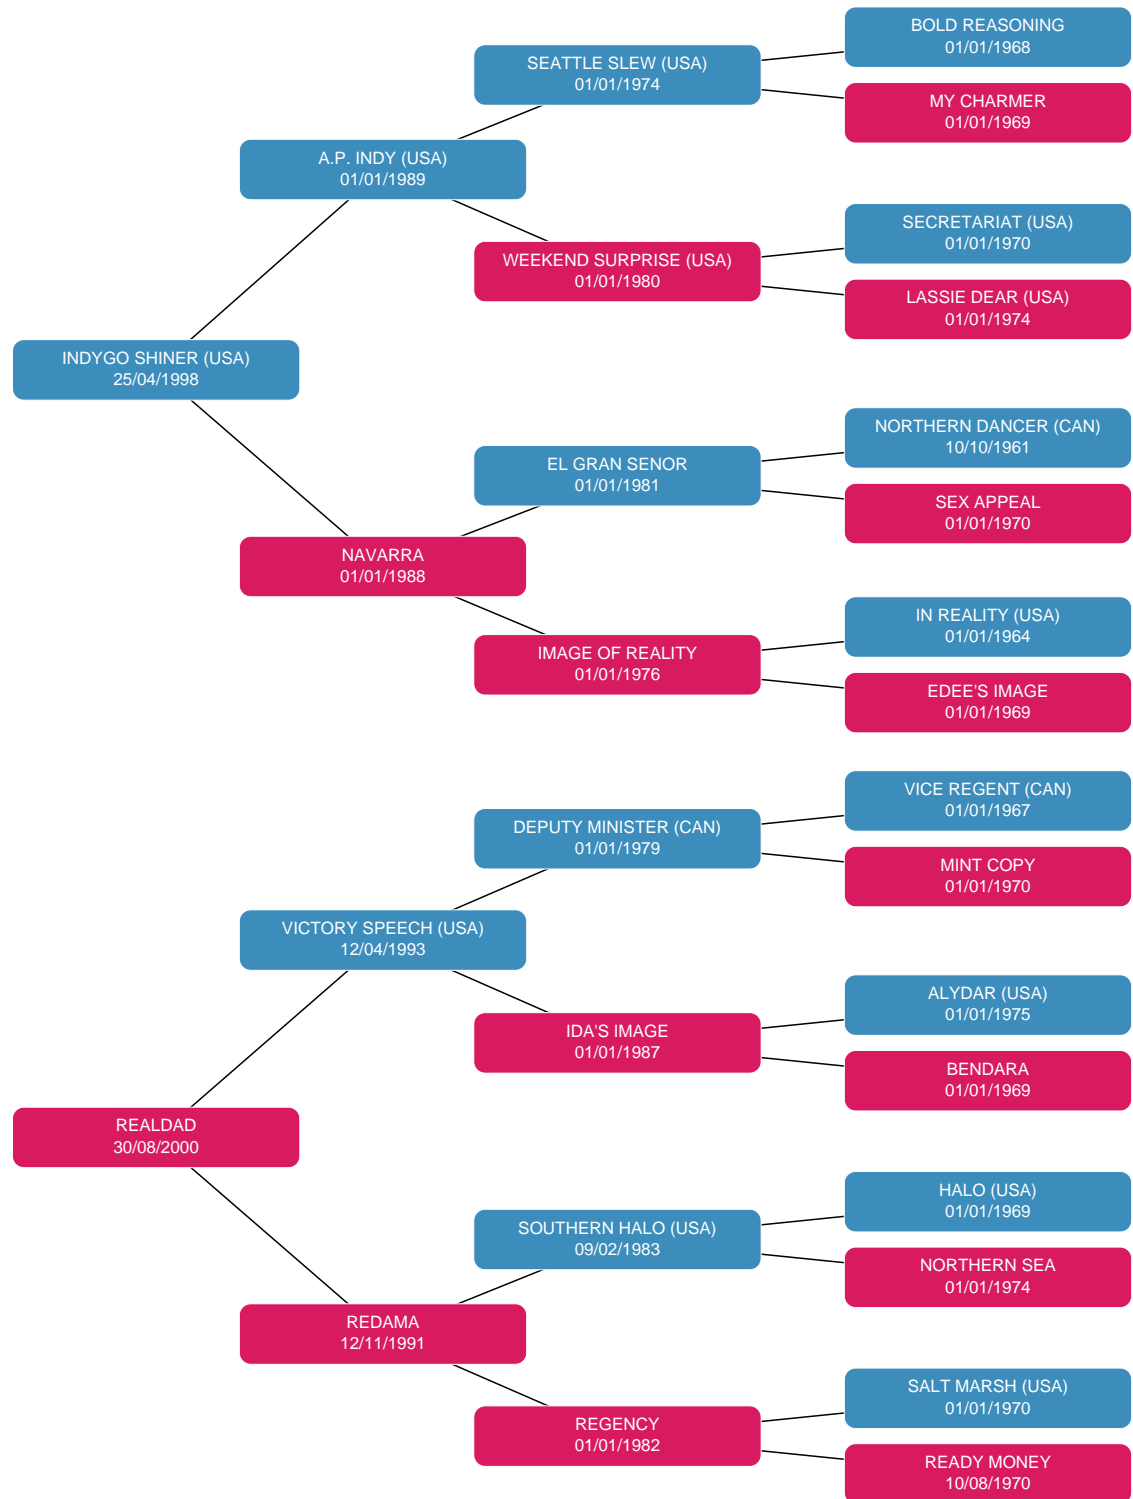 BOLD REASONING
01/01/1968
SEATTLE SLEW (USA)
01/01/1974
MY CHARMER
01/01/1969
A.P. INDY (USA)
01/01/1989
SECRETARIAT (USA)
01/01/1970
WEEKEND SURPRISE (USA)
01/01/1980
LASSIE DEAR (USA)
01/01/1974
INDYGO SHINER (USA)
25/04/1998
NORTHERN DANCER (CAN)
10/10/1961
EL GRAN SENOR
01/01/1981
SEX APPEAL
01/01/1970
NAVARRA
01/01/1988
IN REALITY (USA)
01/01/1964
IMAGE OF REALITY
01/01/1976
EDEE'S IMAGE
01/01/1969
VICE REGENT (CAN)
01/01/1967
DEPUTY MINISTER (CAN)
01/01/1979
MINT COPY
01/01/1970
VICTORY SPEECH (USA)
12/04/1993
ALYDAR (USA)
01/01/1975
IDA'S IMAGE
01/01/1987
BENDARA
01/01/1969
REALDAD
30/08/2000
HALO (USA)
01/01/1969
SOUTHERN HALO (USA)
09/02/1983
NORTHERN SEA
01/01/1974
REDAMA
12/11/1991
SALT MARSH (USA)
01/01/1970
REGENCY
01/01/1982
READY MONEY
10/08/1970